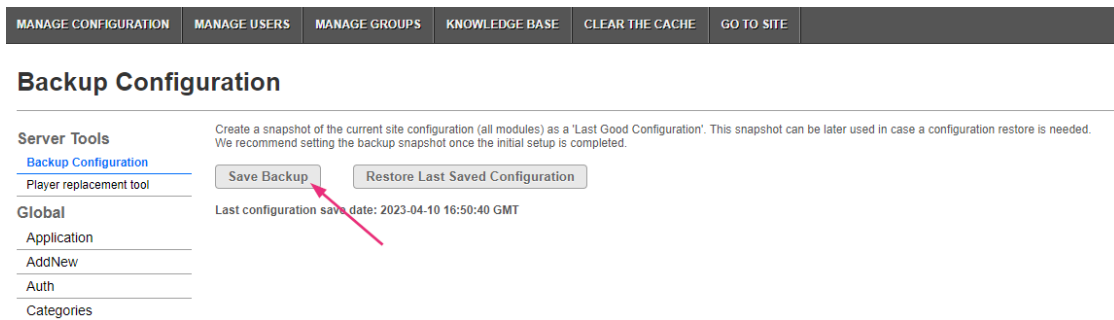 MANAGE CONFIGURATION MANAGE USERS MANAGE GROUPS KNOWLEDGE BASE CLEAR THE CACHE GO TO SITE
Backup Configuration
Server Tools
Backup Configuration
Player replacement tool
Global
Application
AddNew
Auth
Categories
Create a snapshot of the current site configuration (all modules) as a 'Last Good Configuration'. This snapshot can be later used in case a configuration restore is needed.
We recommend setting the backup snapshot once the initial setup is completed.
Save Backup Restore Last Saved Configuration
Last configuration save date: 2023-04-10 16:50:40 GMT